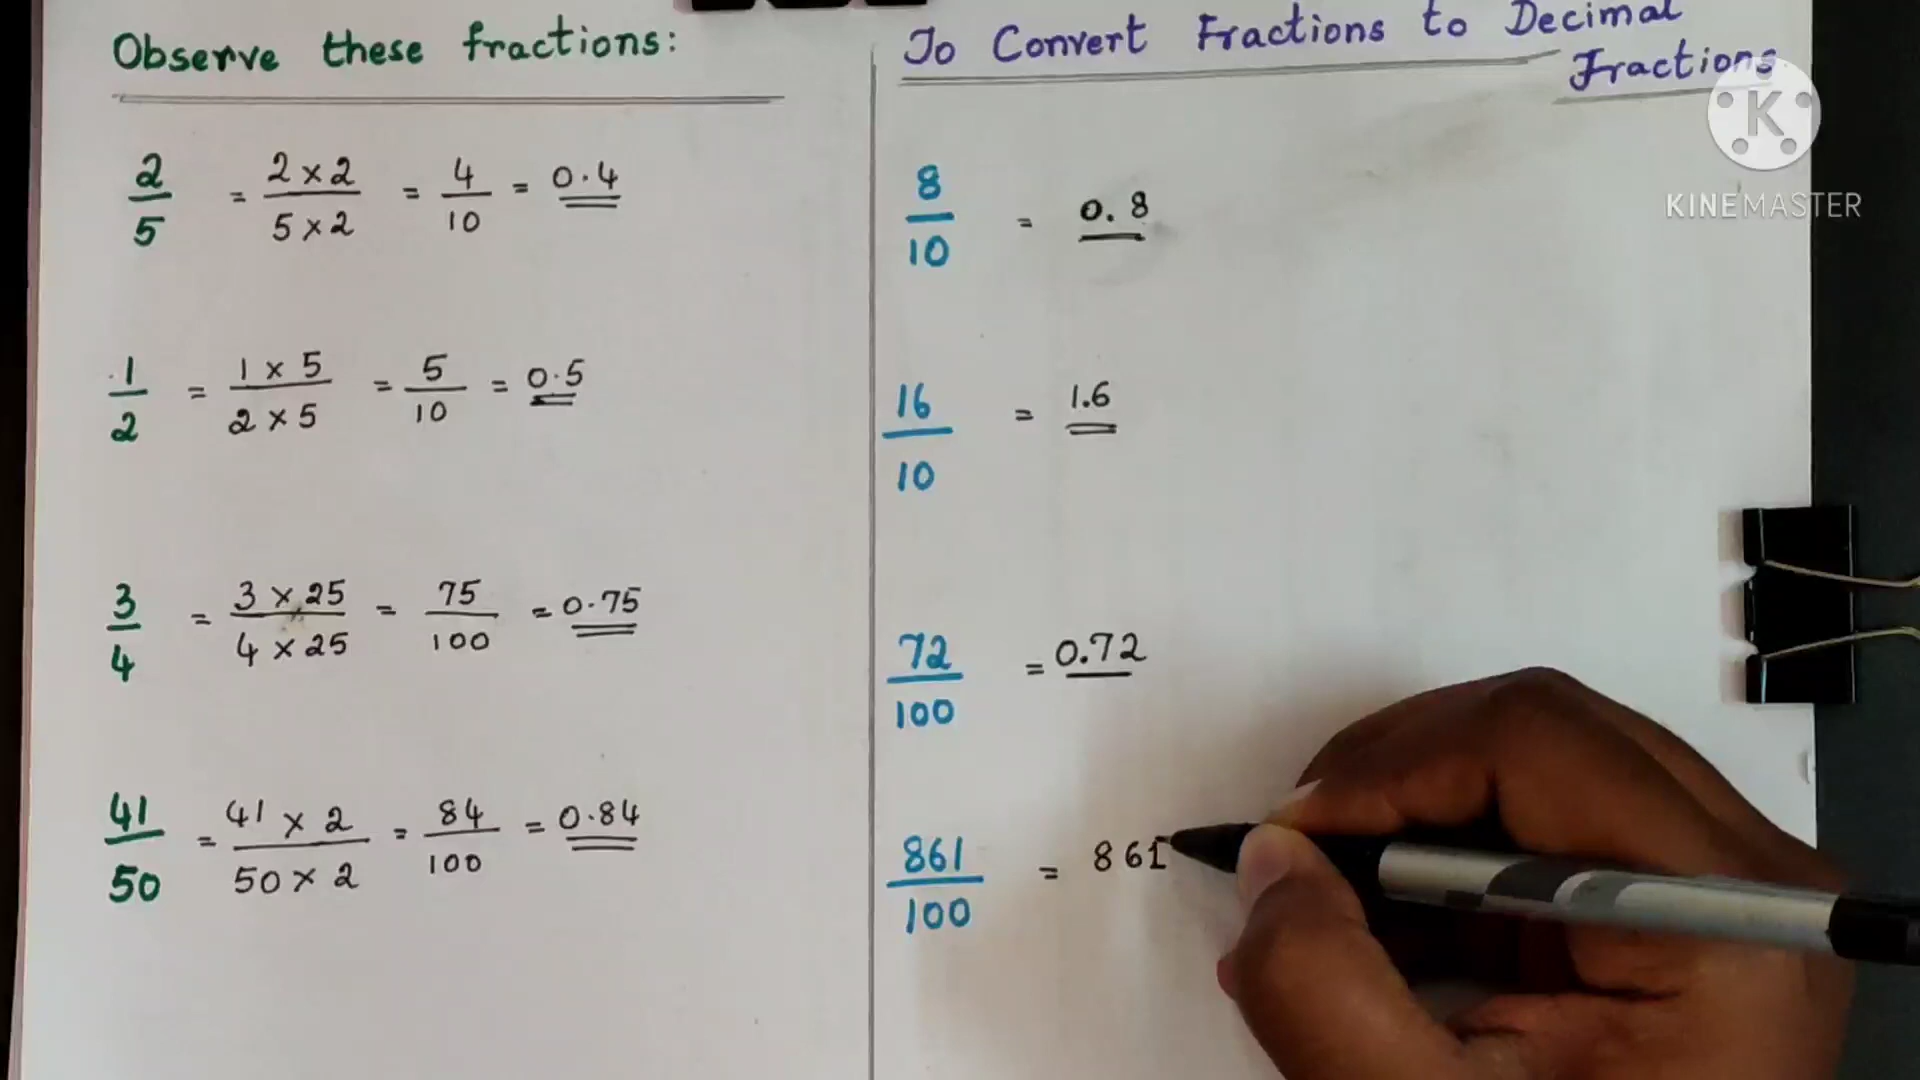 Observe these fractions:
2/5 = 2 x 2/5 x 2 = 4/10 = 0.4
1/2 = 1 x 5/2 x 5 = 5/10 = 0.5
3/4 = 3 x 25/4 x 25 = 75/100 = 0.75
41/50 = 41 x 2/50 x 2 = 84/100 = 0.84
To Convert Fractions to Decimal
Fractions
8/10 = 0.8
16/10 = 1.6
72/100 = 0.72
861/100 = 861
K
KINEMASTER